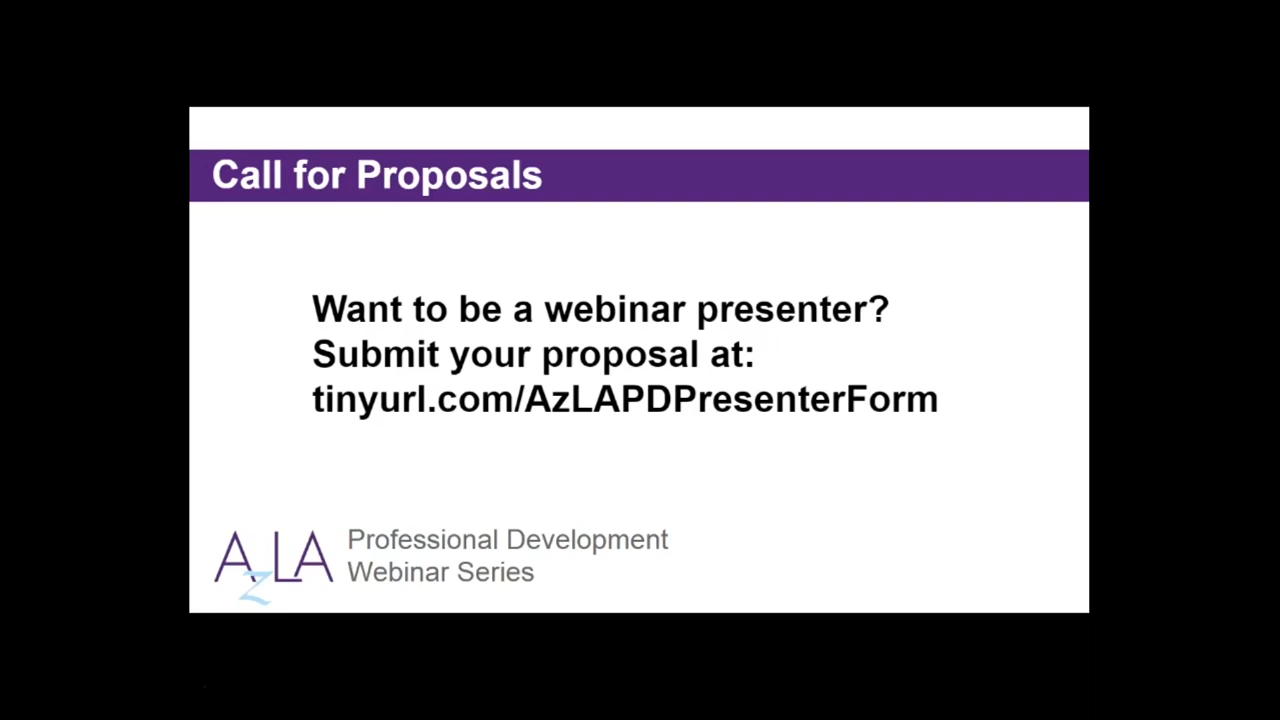 Call for Proposals
Want to be a webinar presenter?
Submit your proposal at:
tinyurl.com/AzLAPDPresenterForm
AzLA
Professional Development
Webinar Series